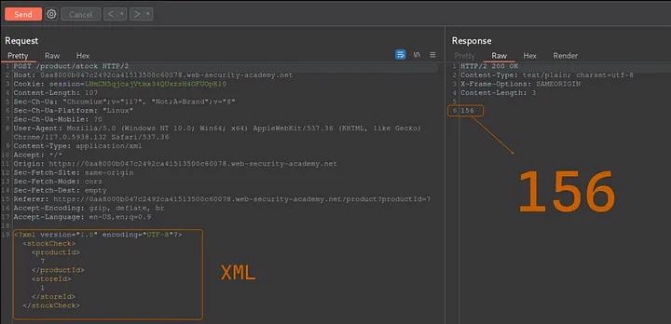 Send Cancel < >
Request
Pretty Raw Hex
1 POST /product/stock HTTP/2
2 Host: 0aa8000b047c2492ca41513500c60078.web-security-academy.net
3 Cookie: session=
4 Content-Length: 107
5 Sec-Ch-Ua: "Chromium";v="117", "Not;A=Brand";v="8"
6 Sec-Ch-Ua-Platform: "Linux"
7 Sec-Ch-Ua-Mobile: ?0
8 User-Agent: Mozilla/5.0 (Windows NT 10.0; Win64; x64) AppleWebKit/537.36 (KHTML, like Gecko)
Chrome/117.0.5938.132 Safari/537.36
9 Content-Type: application/xml
10 Accept: */*
11 Origin: https://0aa8000b047c2492ca41513500c60078.web-security-academy.net
12 Sec-Fetch-Site: same-origin
13 Sec-Fetch-Mode: cors
14 Sec-Fetch-Dest: empty
15 Referer: https://0aa8000b047c2492ca41513500c60078.web-security-academy.net/product?productId=7
16 Accept-Encoding: gzip, deflate, br
17 Accept-Language: en-US,en;q=0.9
18
19 <?xml version="1.0" encoding="UTF-8"?>
<stockCheck>
<productId>
7
</productId>
<storeId>
1
</storeId>
</stockCheck>
XML
Response
Pretty Raw Hex Render
1 HTTP/2 200 OK
2 Content-Type: text/plain; charset=utf-8
3 X-Frame-Options: SAMEORIGIN
4 Content-Length: 3
5
6 156
156